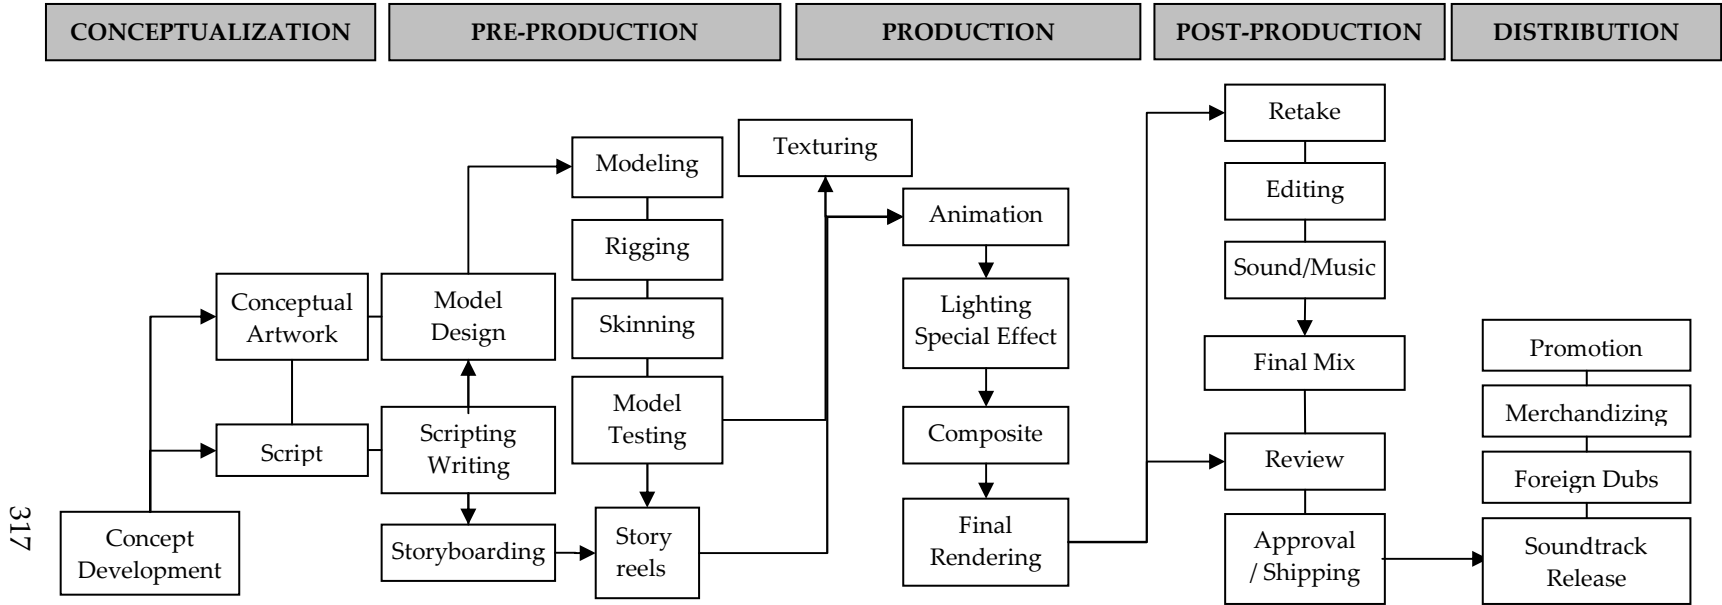 CONCEPTUALIZATION
PRE-PRODUCTION
PRODUCTION
POST-PRODUCTION
DISTRIBUTION
Concept
Development
Conceptual
Artwork
Script
Model
Design
Scripting
Writing
Storyboarding
Modeling
Rigging
Skinning
Model
Testing
Story
reels
Texturing
Animation
Lighting
Special Effect
Composite
Final
Rendering
Retake
Editing
Sound/Music
Final Mix
Review
Approval
/ Shipping
Promotion
Merchandizing
Foreign Dubs
Soundtrack
Release
317